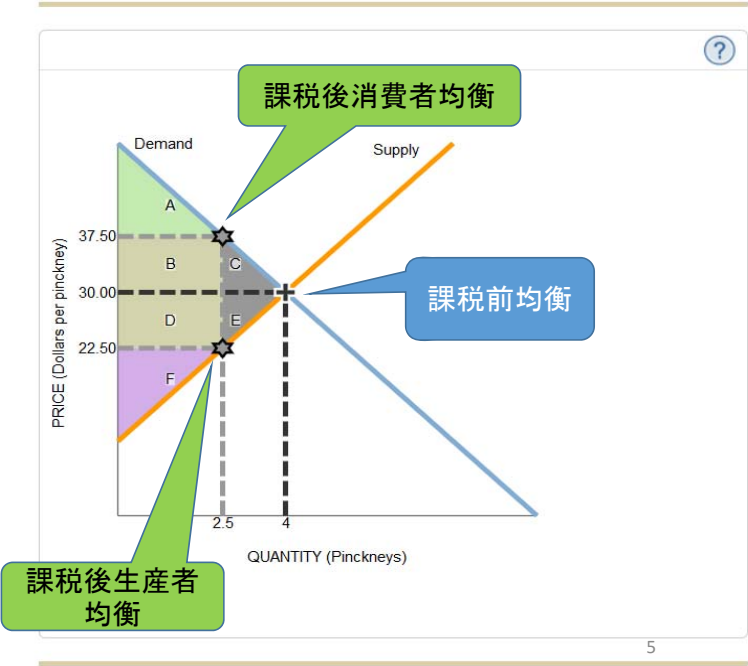 ?
課税後消費者均衡
Demand
Supply
A
37.50
B
C
30.00
課税前均衡
D
E
22.50
F
PRICE (Dollars per pinckney)
2.5
4
QUANTITY (Pinckneys)
課税後生産者
均衡
5